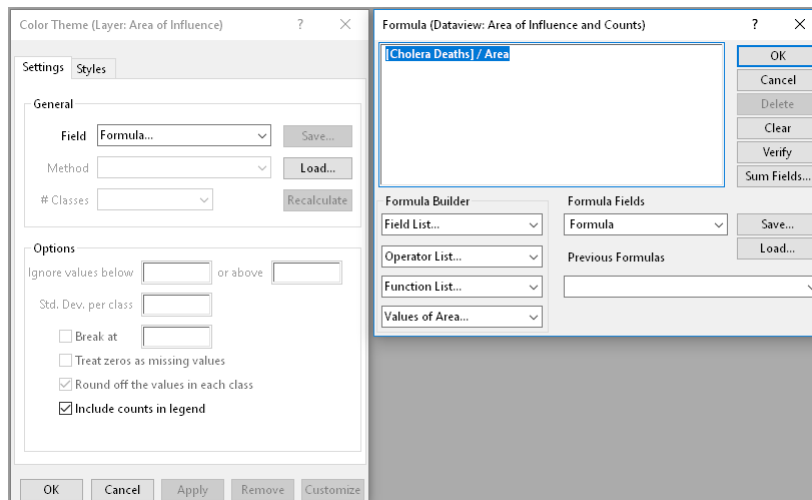 Color Theme (Layer: Area of Influence) ?
Settings Styles
General
Field Formula... Save...
Method Load...
# Classes Recalculate
Options
Ignore values below or above
Std. Dev. per class
Break at
Treat zeros as missing values
Round off the values in each class
Include counts in legend
OK Cancel Apply Remove Customize
Formula (Dataview: Area of Influence and Counts) ?
[Cholera Deaths] / Area
OK
Cancel
Delete
Clear
Verify
Sum Fields...
Formula Builder
Field List...
Operator List...
Function List...
Values of Area...
Formula Fields
Formula
Previous Formulas
Save...
Load...